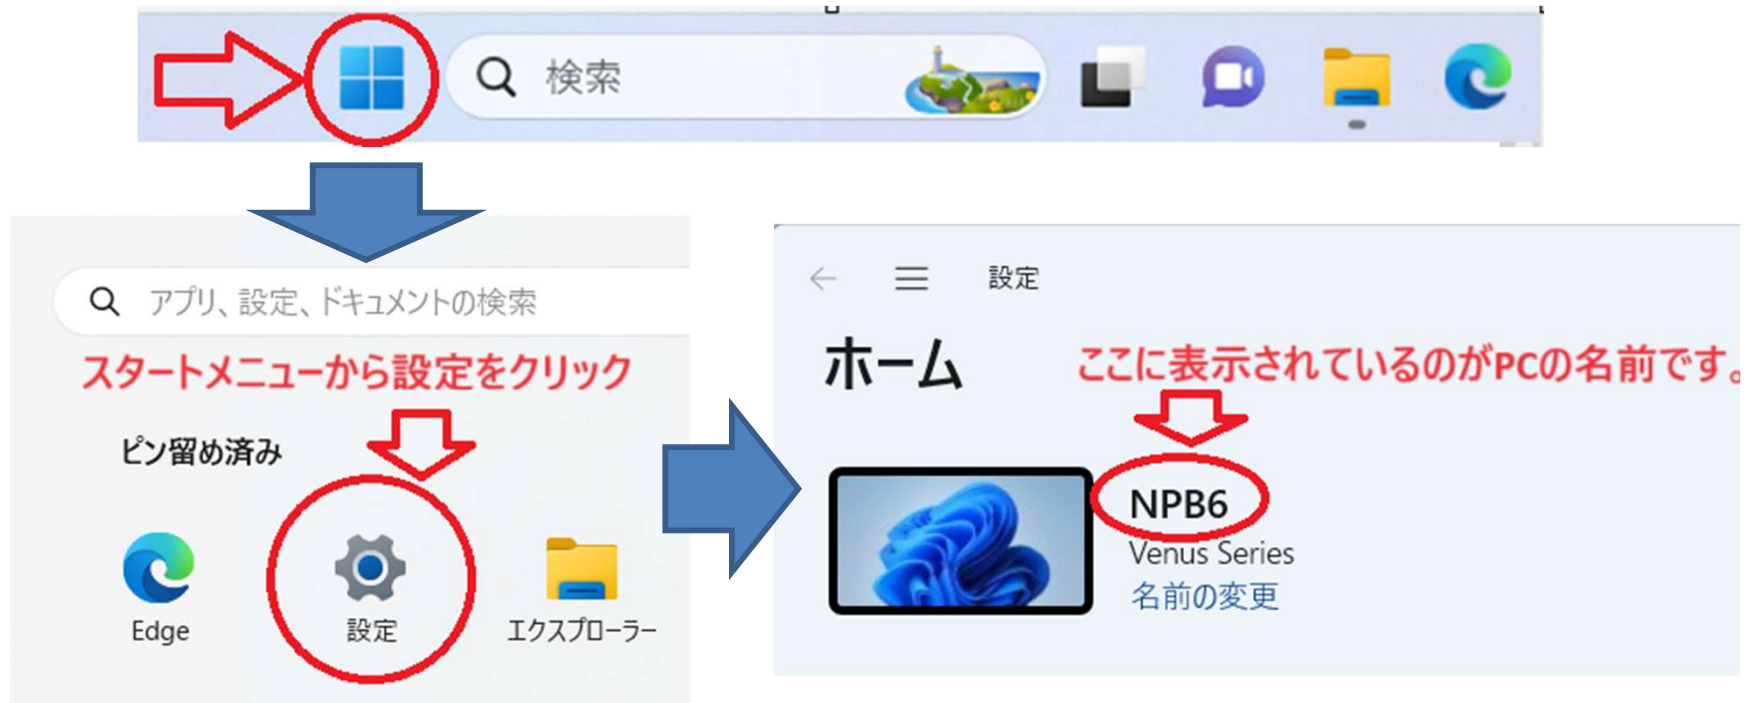 検索
アプリ、設定、ドキュメントの検索
スタートメニューから設定をクリック
ピン留め済み
Edge
設定
エクスプローラー
設定
ホーム
ここに表示されているのがPCの名前です。
NPB6
Venus Series
名前の変更